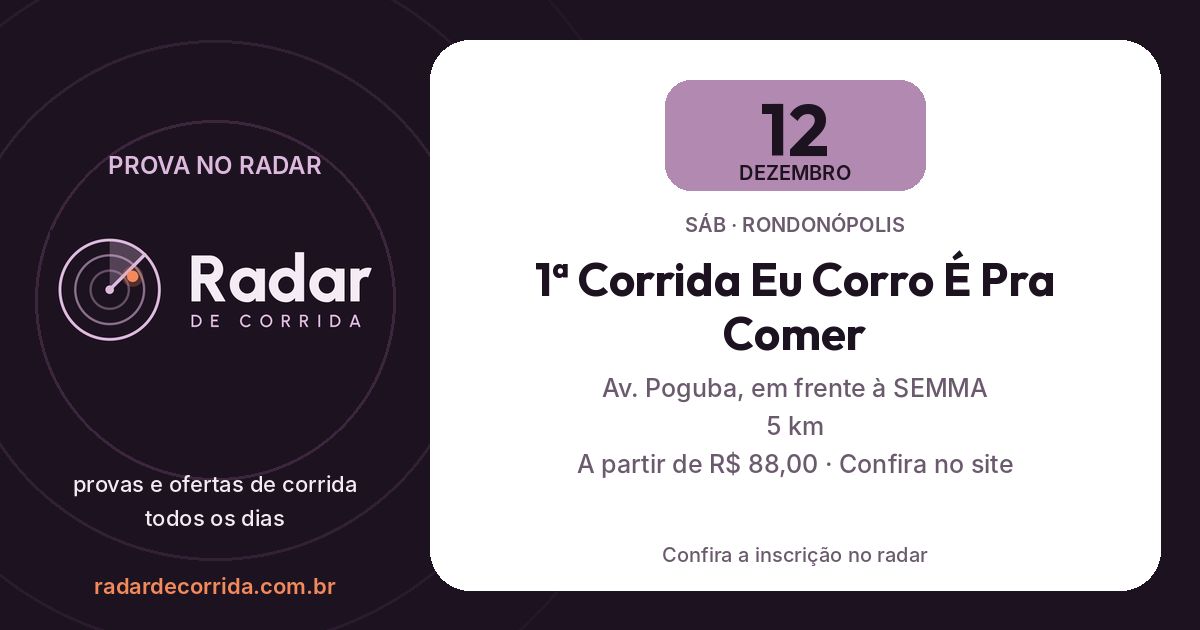 PROVA NO RADAR
Radar
DE CORRIDA
provas e ofertas de corrida
todos os dias
radardecorrida.com.br
12
DEZEMBRO
SÁB · RONDONÓPOLIS
1ª Corrida Eu Corro É Pra
Comer
Av. Poguba, em frente à SEMMA
5 km
A partir de R$ 88,00 · Confira no site
Confira a inscrição no radar